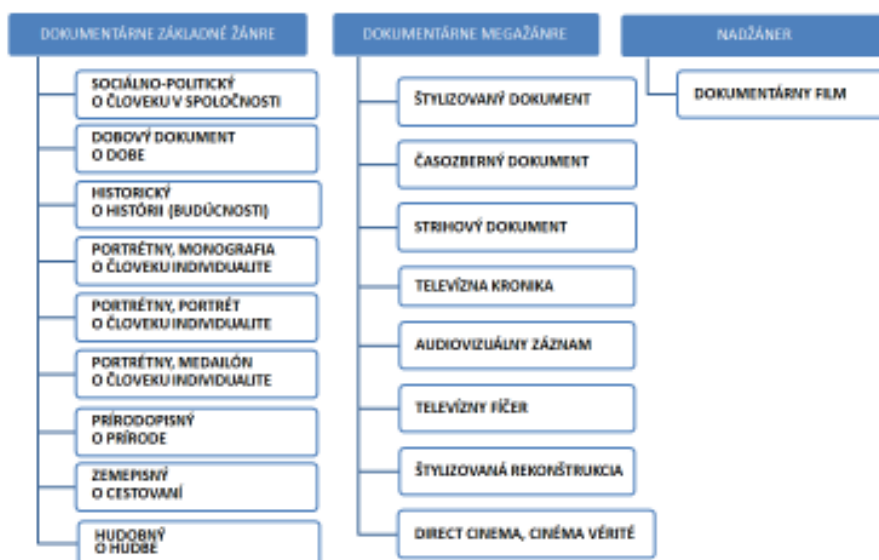 DOKUMENTÁRNE ZÁKLADNÉ ŽÁNRE
SOCIÁLNO-POLITICKÝ
O ČLOVEKU V SPOLOČNOSTI
DOBOVÝ DOKUMENT
O DOBE
HISTORICKÝ
O HISTÓRII (BUDÚCNOSTI)
PORTRÉTNY, MONOGRAFIA
O ČLOVEKU INDIVIDUALITE
PORTRÉTNY, PORTRÉT
O ČLOVEKU INDIVIDUALITE
PORTRÉTNY, MEDAILÓN
O ČLOVEKU INDIVIDUALITE
PRÍRODOPISNÝ
O PRÍRODE
ZEMEPISNÝ
O CESTOVANÍ
HUDOBNÝ
O HUDBE
DOKUMENTÁRNE MEGAŽÁNRE
ŠTYLIZOVANÝ DOKUMENT
ČASOZBERNÝ DOKUMENT
STRIHOVÝ DOKUMENT
TELEVÍZNA KRONIKA
AUDIOVIZUÁLNY ZÁZNAM
TELEVÍZNY FÍČER
ŠTYLIZOVANÁ REKONŠTRUKCIA
DIRECT CINEMA, CINÉMA VÉRITÉ
NADŽÁNER
DOKUMENTÁRNY FILM